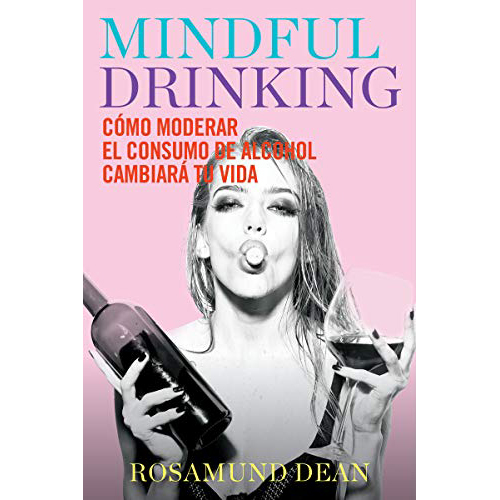 MINDFUL
DRINKING
CÓMO MODERAR
EL CONSUMO DE ALCOHOL
CAMBIARÁ TU VIDA
ROSAMUND DEAN